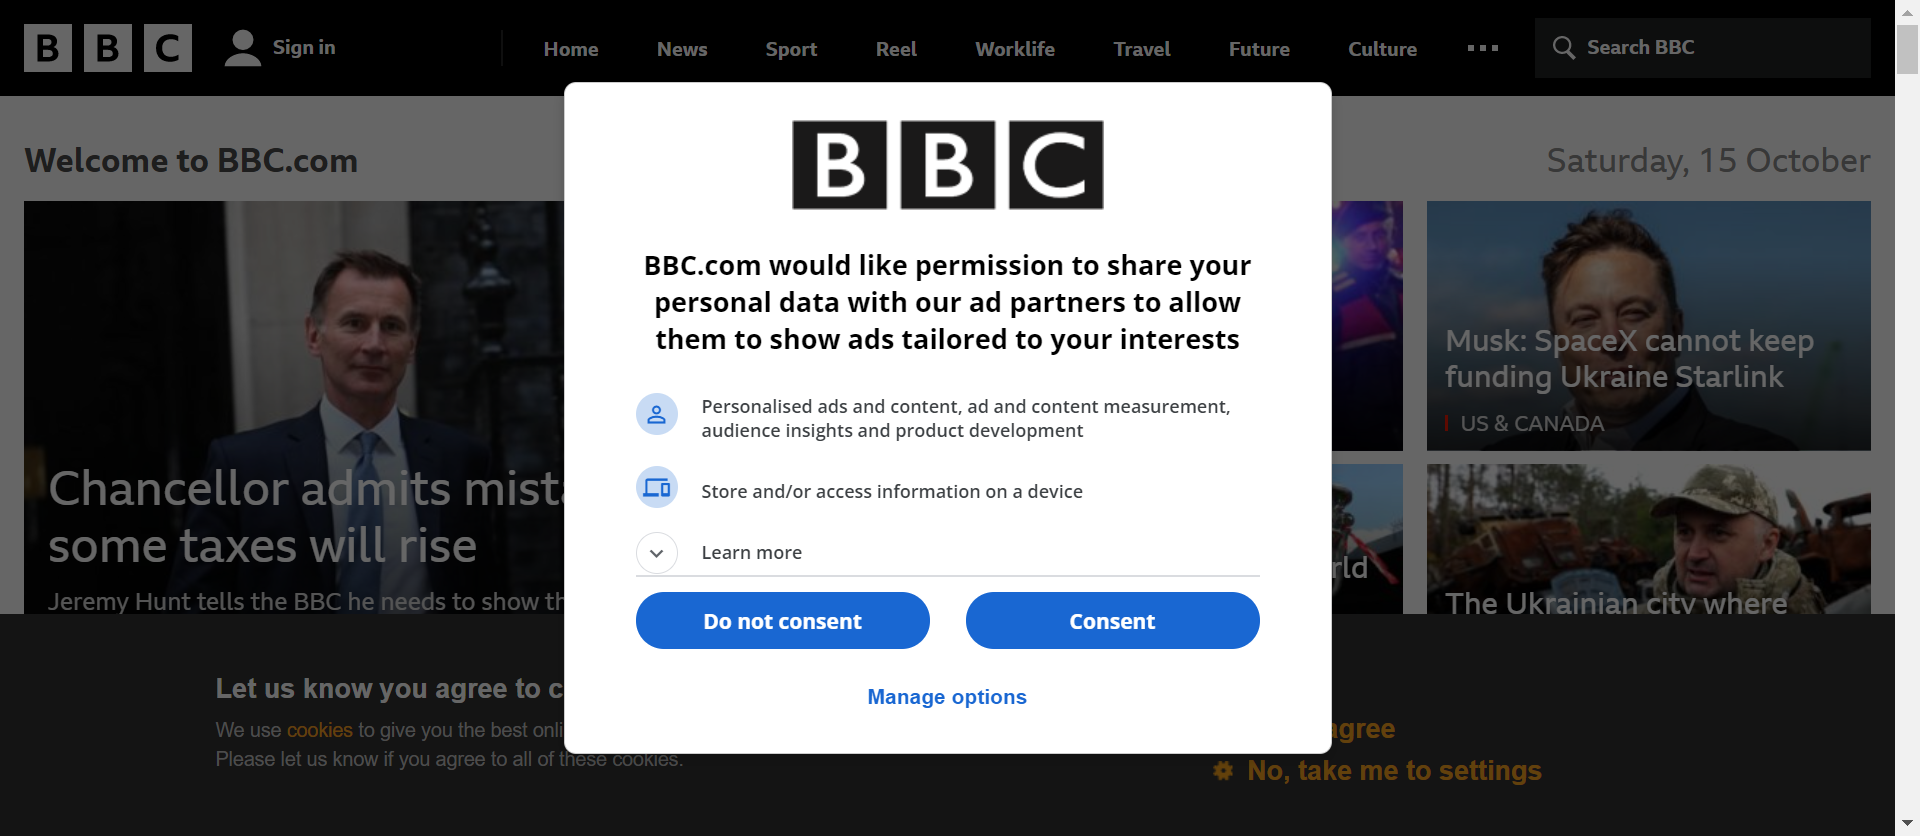 BBC
Sign in
Home
News
Sport
Reel
Worklife
Travel
Future
Culture
Search BBC
Welcome to BBC.com
Saturday, 15 October
BBC
BBC.com would like permission to share your
personal data with our ad partners to allow
them to show ads tailored to your interests
Personalised ads and content, ad and content measurement,
audience insights and product development
Store and/or access information on a device
Learn more
Do not consent
Consent
Manage options
Chancellor admits mist
some taxes will rise
Jeremy Hunt tells the BBC he needs to show th
Musk: SpaceX cannot keep
funding Ukraine Starlink
US & CANADA
rld
The Ukrainian city where
Let us know you agree to c
We use cookies to give you the best onli
Please let us know if you agree to all of these cookies.
agree
No, take me to settings